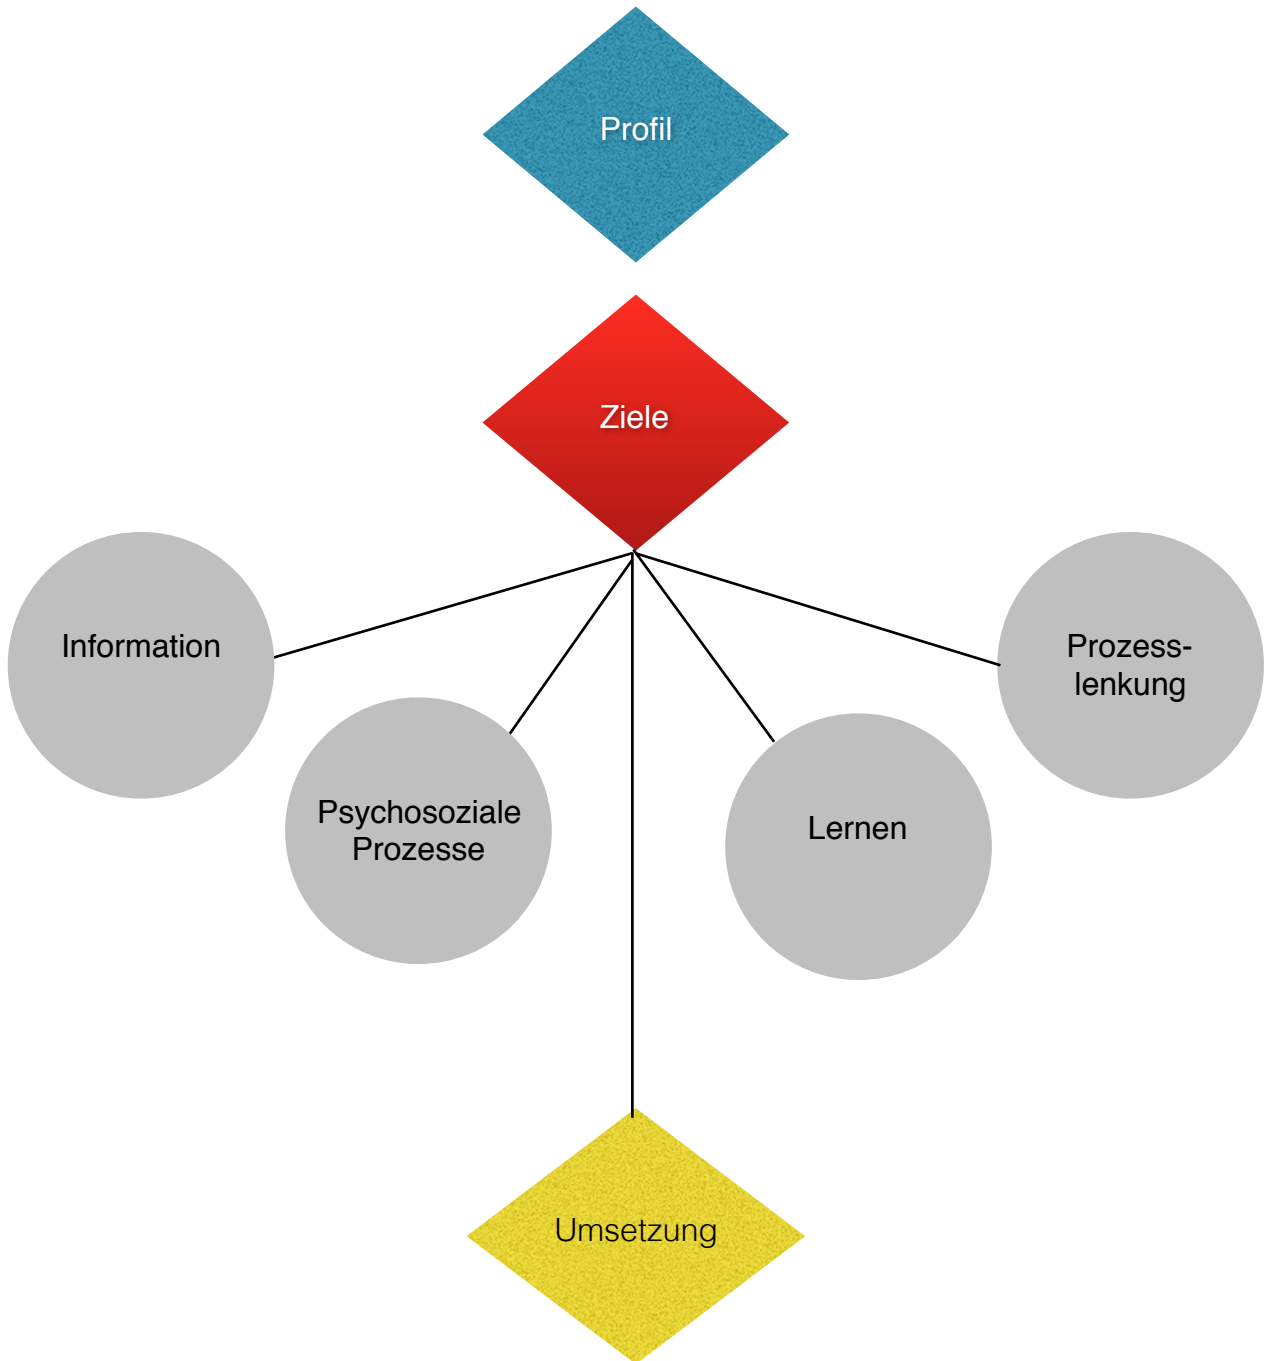 Profil
Ziele
Information
Prozess-
lenkung
Psychosoziale
Prozesse
Lernen
Umsetzung